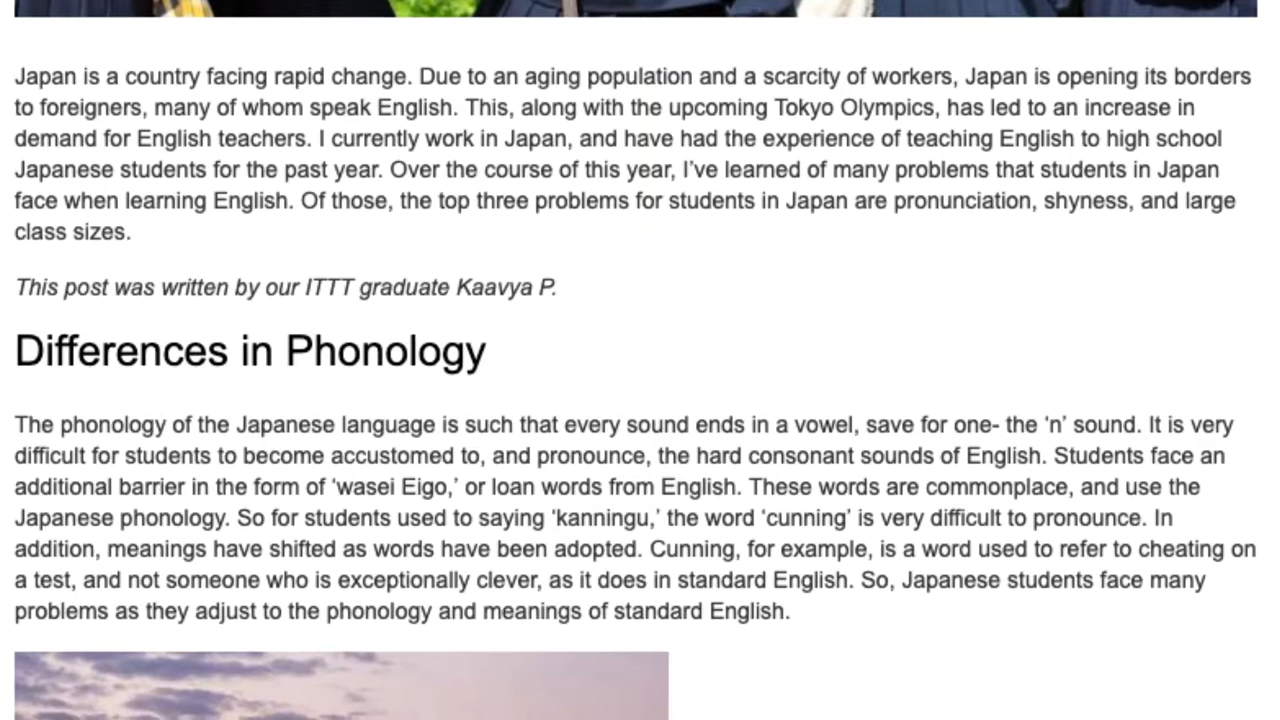 Japan is a country facing rapid change. Due to an aging population and a scarcity of workers, Japan is opening its borders
to foreigners, many of whom speak English. This, along with the upcoming Tokyo Olympics, has led to an increase in
demand for English teachers. I currently work in Japan, and have had the experience of teaching English to high school
Japanese students for the past year. Over the course of this year, I’ve learned of many problems that students in Japan
face when learning English. Of those, the top three problems for students in Japan are pronunciation, shyness, and large
class sizes.
This post was written by our ITTT graduate Kaavya P.
Differences in Phonology
The phonology of the Japanese language is such that every sound ends in a vowel, save for one- the ‘n’ sound. It is very
difficult for students to become accustomed to, and pronounce, the hard consonant sounds of English. Students face an
additional barrier in the form of ‘wasei Eigo,’ or loan words from English. These words are commonplace, and use the
Japanese phonology. So for students used to saying ‘kanningu,’ the word ‘cunning’ is very difficult to pronounce. In
addition, meanings have shifted as words have been adopted. Cunning, for example, is a word used to refer to cheating on
a test, and not someone who is exceptionally clever, as it does in standard English. So, Japanese students face many
problems as they adjust to the phonology and meanings of standard English.